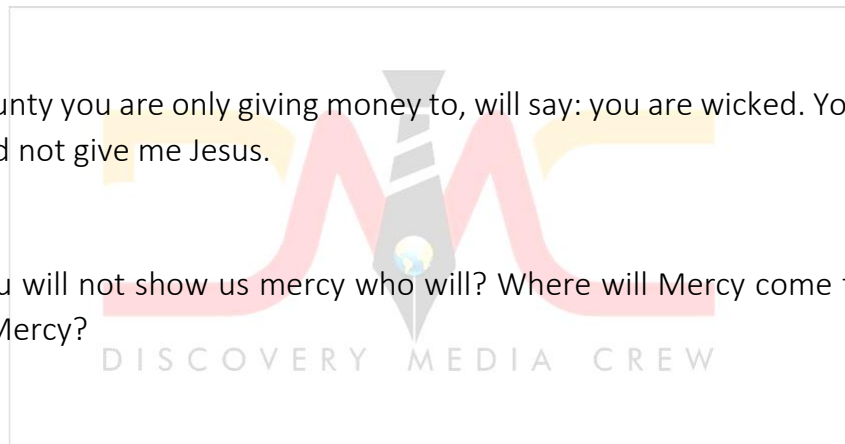 you are only giving money to, will say: you are wicked.
not give me Jesus.
will not show us mercy who will? Where will Mercy come
Mercy?
DISCOVERY MEDIA CREW